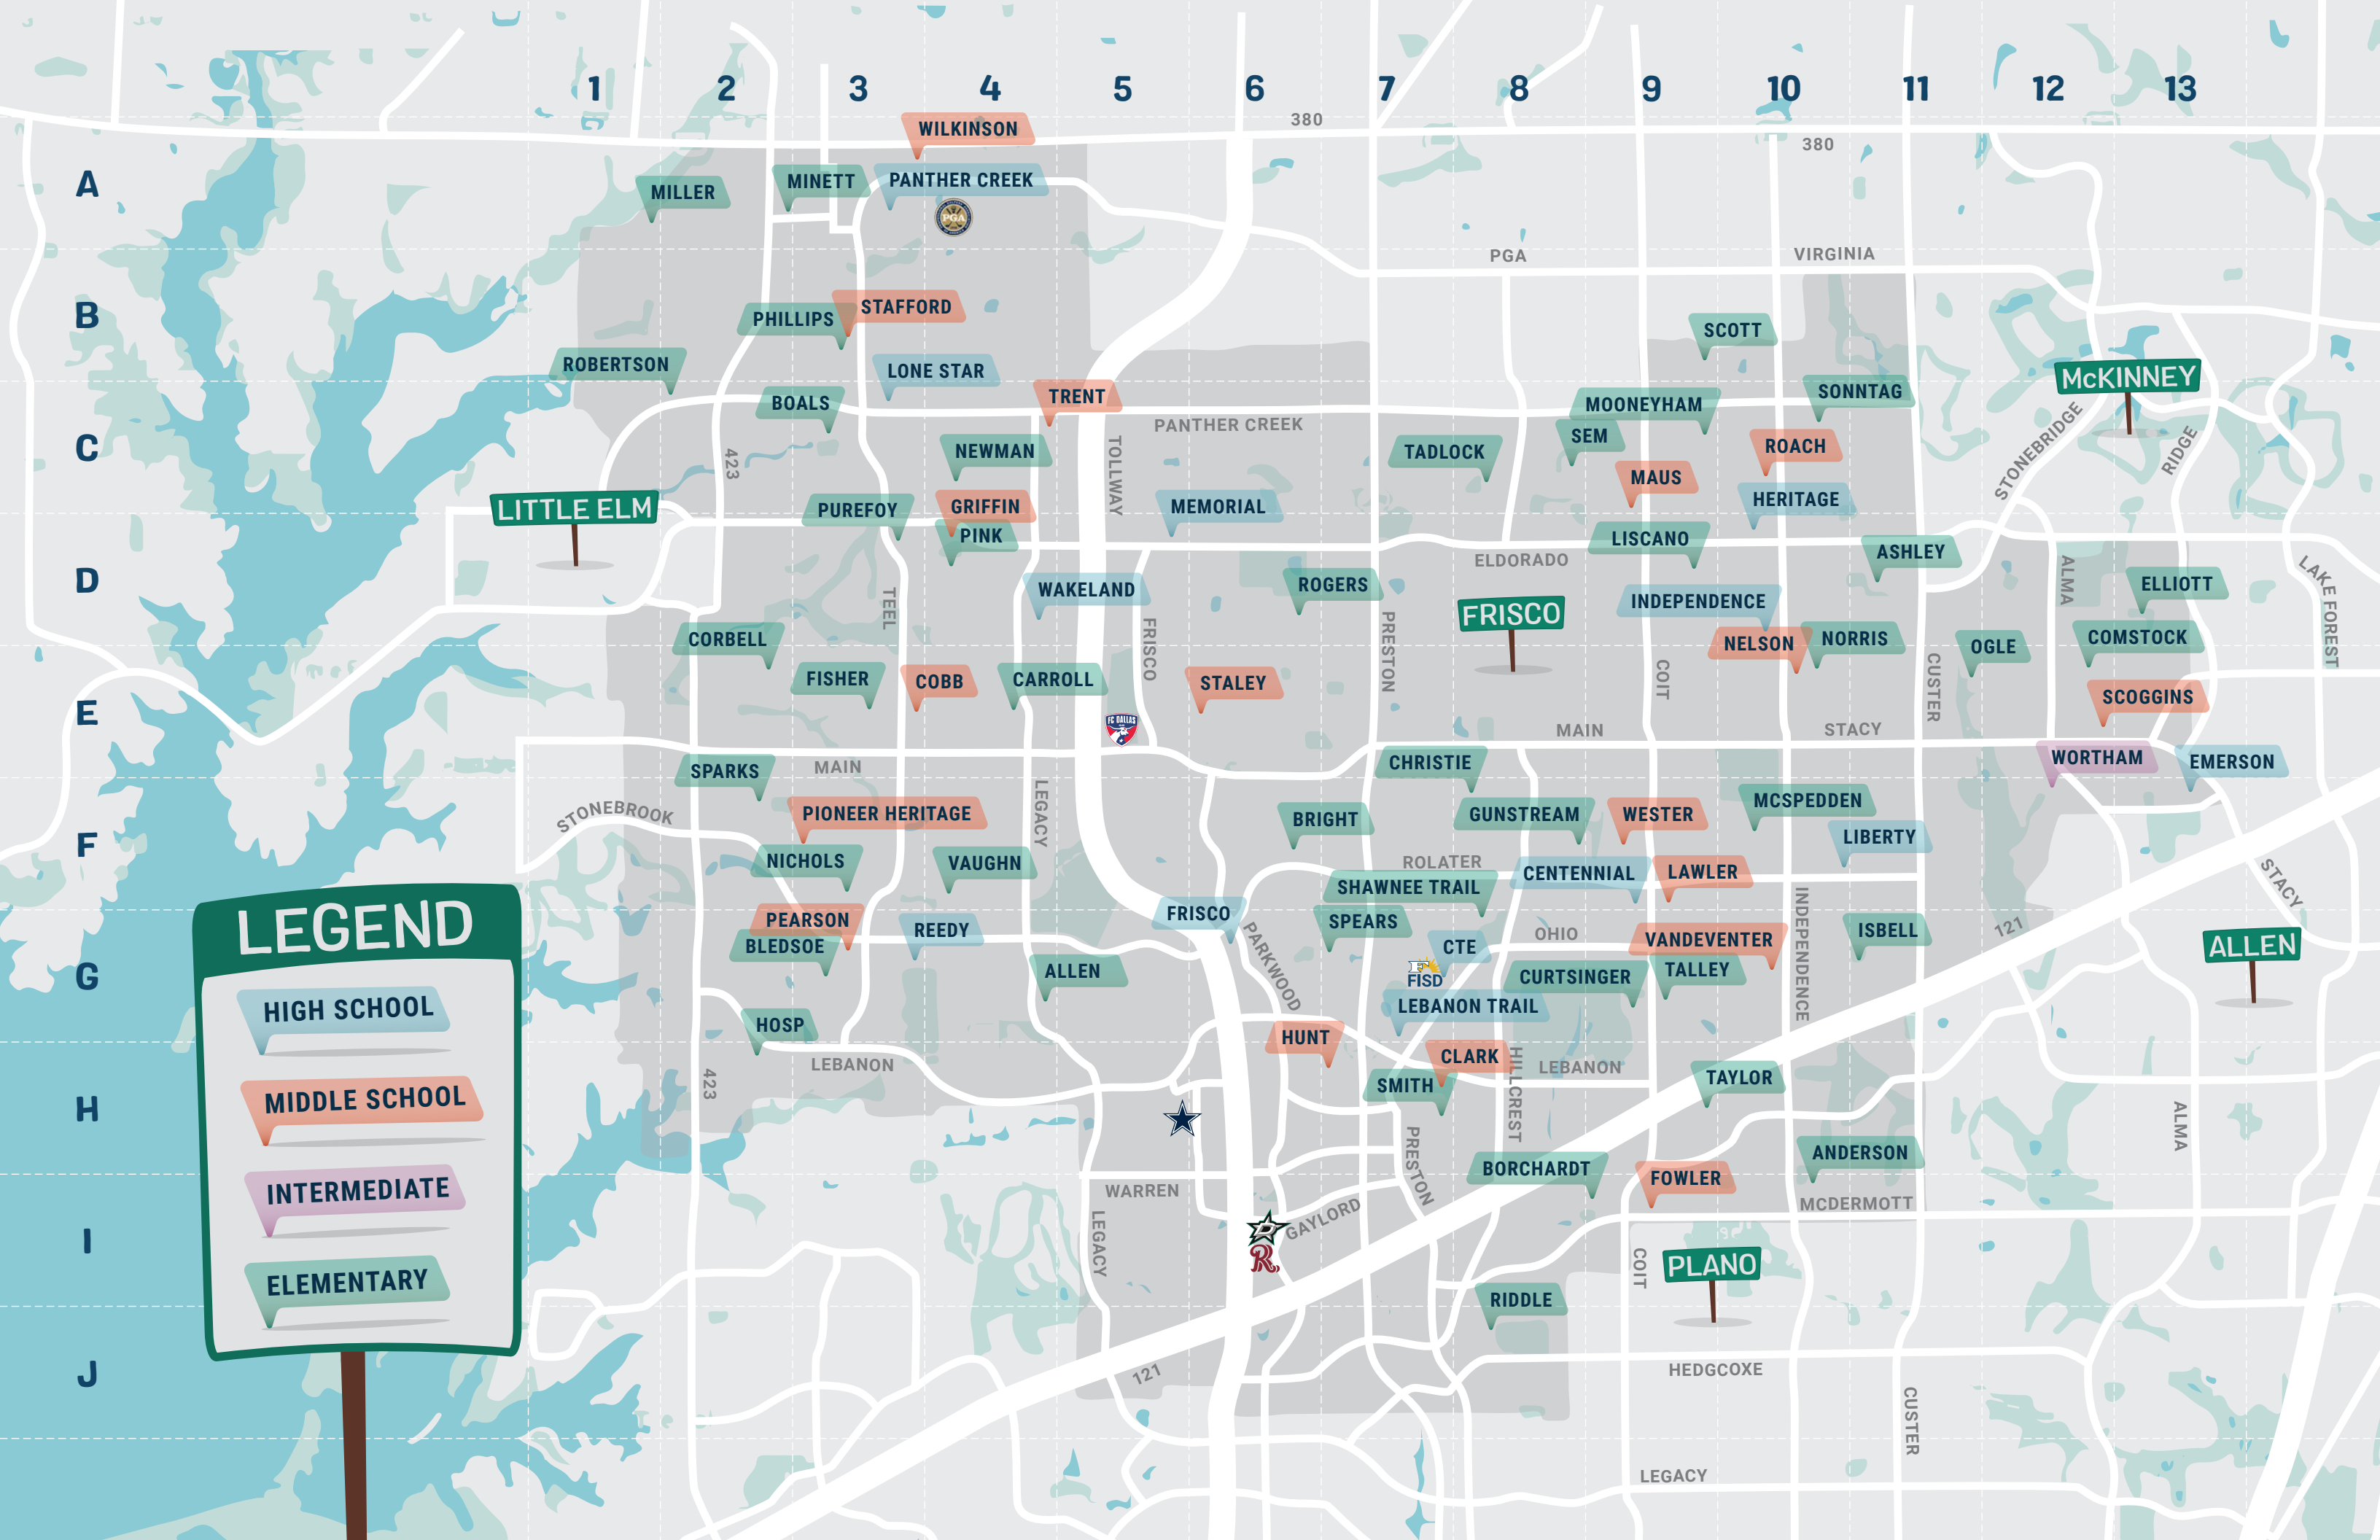 1 2 3 4 5 6 7 8 9 10 11 12 13
WILKINSON
380
380
A
MILLER
MINETT
PANTHER CREEK
PGA
PGA
VIRGINIA
B
PHILLIPS
STAFFORD
SCOTT
ROBERTSON
LONE STAR
McKINNEY
BOALS
TRENT
MOONEYHAM
SONNTAG
PANTHER CREEK
C
423
NEWMAN
TOLLWAY
TADLOCK
SEM
ROACH
STONEBRIDGE
RIDGE
MAUS
LITTLE ELM
PUREFOY
GRIFFIN
MEMORIAL
HERITAGE
PINK
LISCANO
ASHLEY
ELDORADO
D
TEEL
WAKELAND
ROGERS
FRISCO
INDEPENDENCE
ALMA
ELLIOTT
LAKE FOREST
CORBELL
FRISCO
PRESTON
NELSON
NORRIS
OGLE
COMSTOCK
FISHER
COBB
CARROLL
STALEY
COIT
CUSTER
SCOGGINS
E
FC DALLAS
MAIN
STACY
SPARKS
MAIN
CHRISTIE
WORTHAM
EMERSON
STONEBROOK
PIONEER HERITAGE
LEGACY
BRIGHT
GUNSTREAM
WESTER
MCSPEDDEN
LIBERTY
F
NICHOLS
VAUGHN
ROLATER
SHAWNEE TRAIL
CENTENNIAL
LAWLER
STACY
LEGEND
PEARSON
BLEDSOE
REEDY
FRISCO
SPEARS
PARKWOOD
CTE
OHIO
VANDEVENTER
INDEPENDENCE
ISBELL
121
ALLEN
G
ALLEN
F
FISD
CURTSINGER
TALLEY
HIGH SCHOOL
LEBANON TRAIL
HOSP
HUNT
LEBANON
CLARK
HILLCREST
LEBANON
423
SMITH
TAYLOR
MIDDLE SCHOOL
H
ALMA
PRESTON
ANDERSON
BORCHARDT
FOWLER
INTERMEDIATE
WARREN
GAYLORD
MCDERMOTT
I
LEGACY
D
R
COIT
PLANO
ELEMENTARY
RIDDLE
J
121
HEDGCOXE
CUSTER
LEGACY